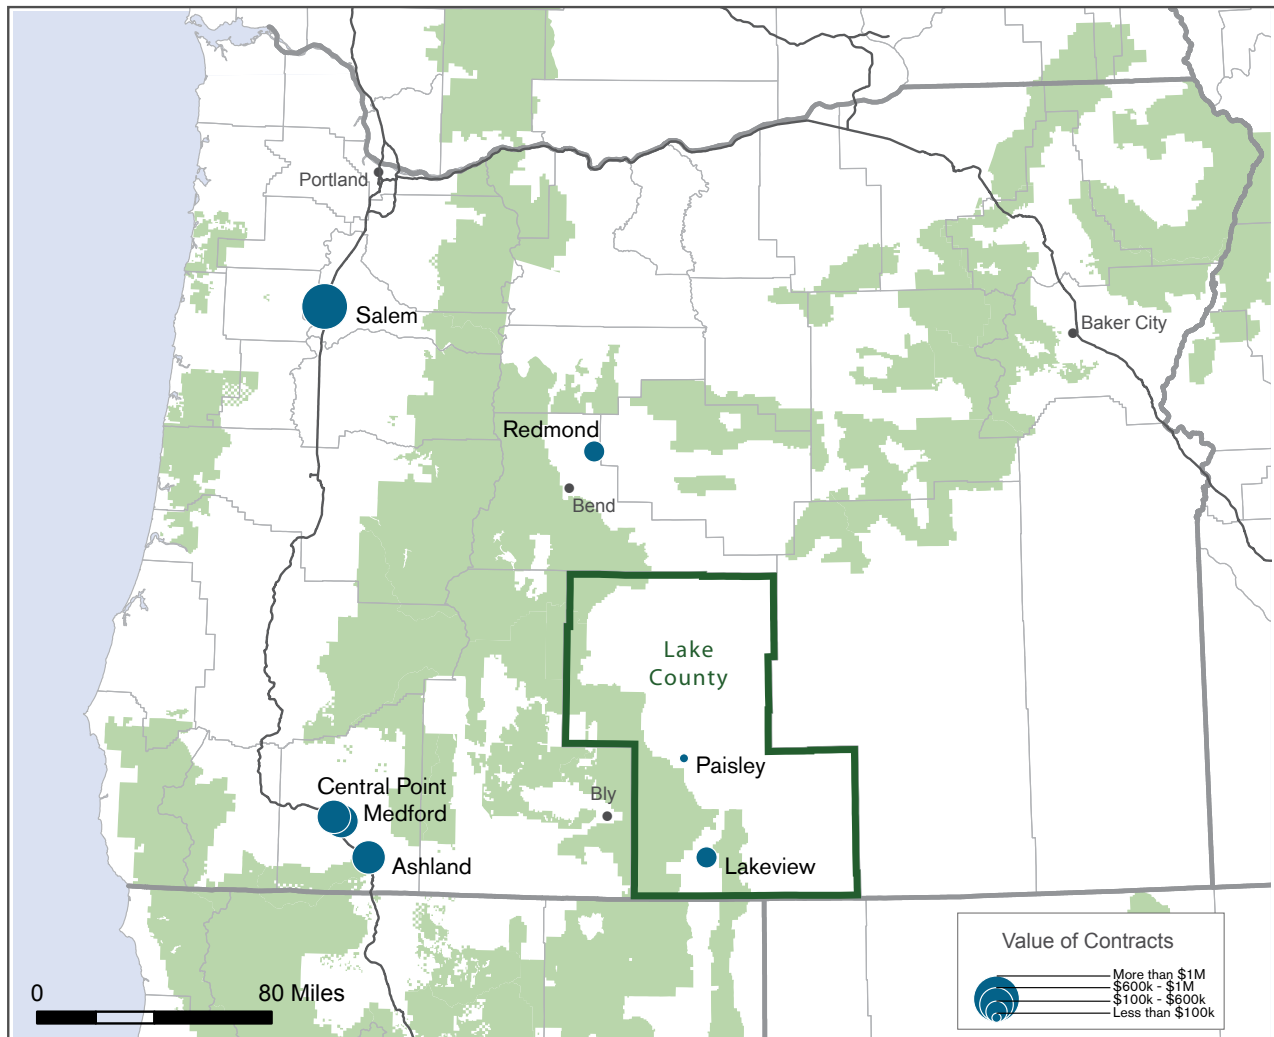 Portland
Salem
Baker City
Redmond
Bend
Lake
County
Paisley
Central Point
Bly
Medford
Ashland
Lakeview
Value of Contracts
More than $1M
$600k - $1M
$100k - $600k
Less than $100k
0
80 Miles